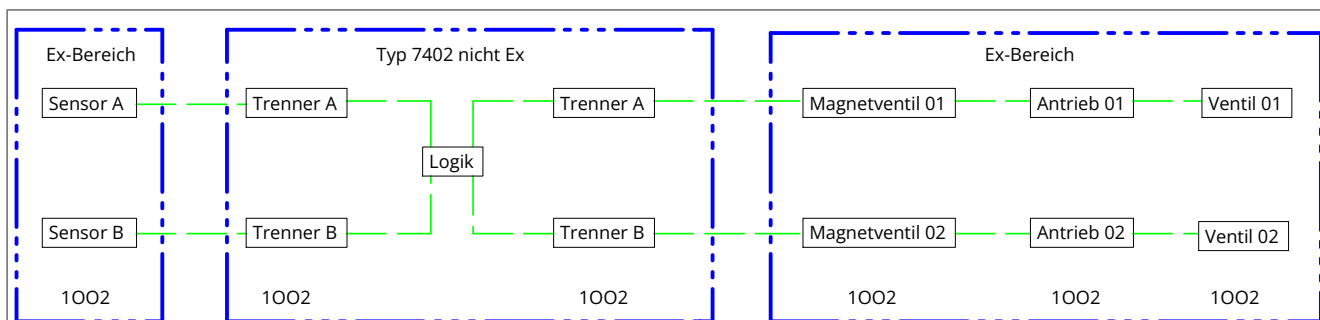 Ex-Bereich
Typ 7402 nicht Ex
Ex-Bereich
Sensor A
Trenner A
Trenner A
Magnetventil 01
Antrieb 01
Ventil 01
Logik
Sensor B
Trenner B
Trenner B
Magnetventil 02
Antrieb 02
Ventil 02
1OO2
1OO2
1OO2
1OO2
1OO2
1OO2